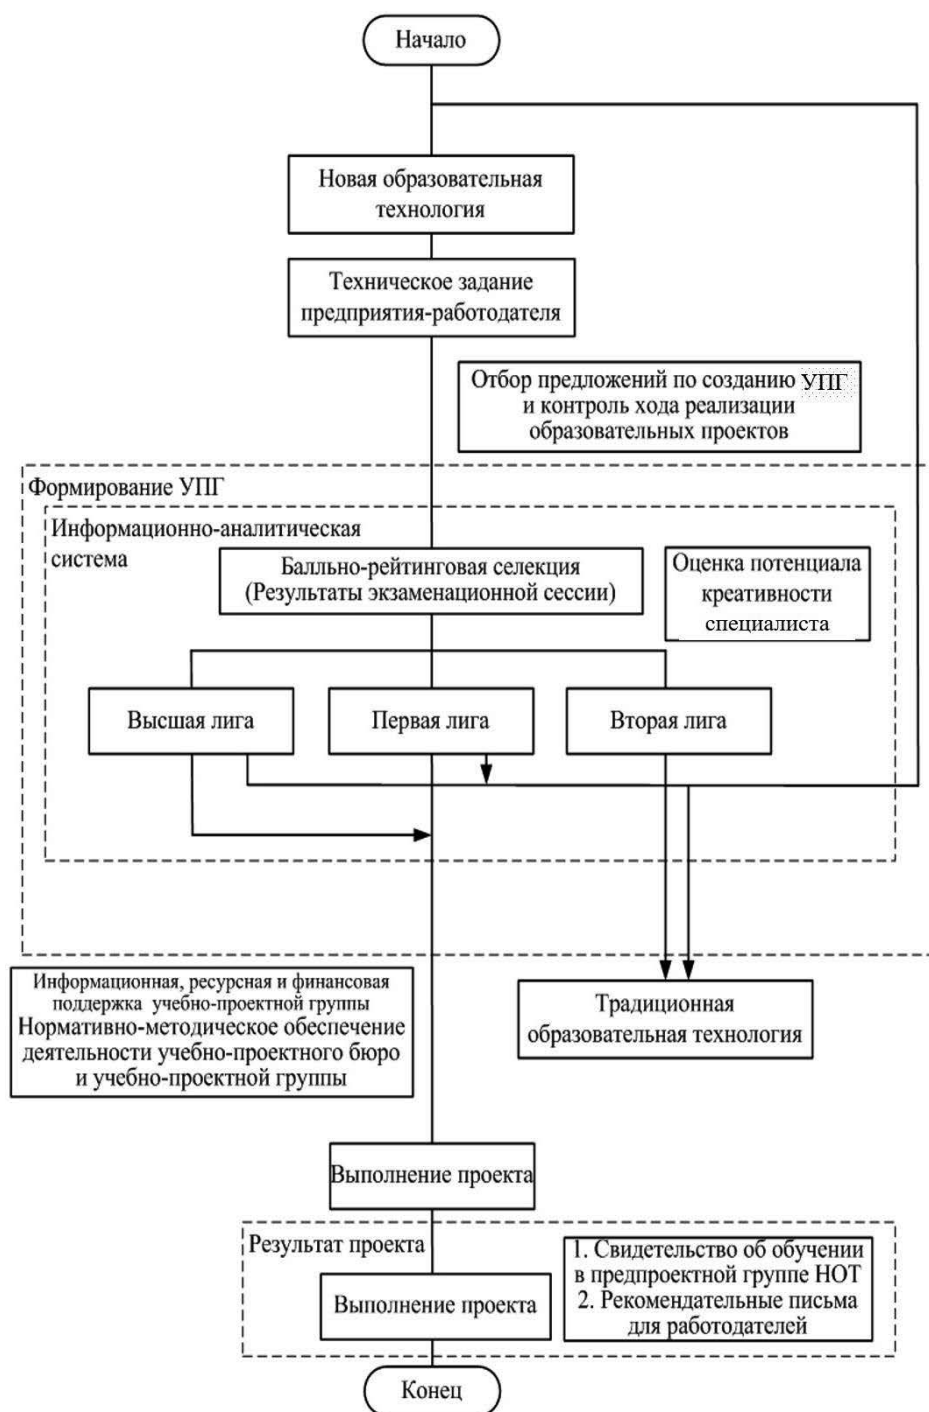 Начало
Новая образовательная
технология
Техническое задание
предприятия-работодателя
Отбор предложений по созданию УПГ
и контроль хода реализации
образовательных проектов
Формирование УПГ
Информационно-аналитическая
система
Балльно-рейтинговая селекция
(Результаты экзаменационной сессии)
Оценка потенциала
креативности
специалиста
Высшая лига
Первая лига
Вторая лига
Информационная, ресурсная и финансовая
поддержка учебно-проектной группы
Нормативно-методическое обеспечение
деятельности учебно-проектного бюро
и учебно-проектной группы
Традиционная
образовательная технология
Выполнение проекта
Результат проекта
Выполнение проекта
1. Свидетельство об обучении
в предпроектной группе НОТ
2. Рекомендательные письма
для работодателей
Конец